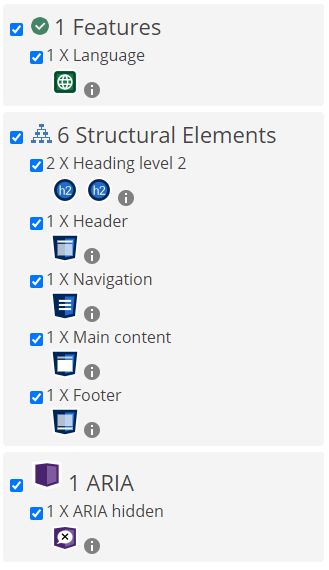 1 Features
1 X Language
6 Structural Elements
2 X Heading level 2
h2 h2
1 X Header
1 X Navigation
1 X Main content
1 X Footer
1 ARIA
1 X ARIA hidden